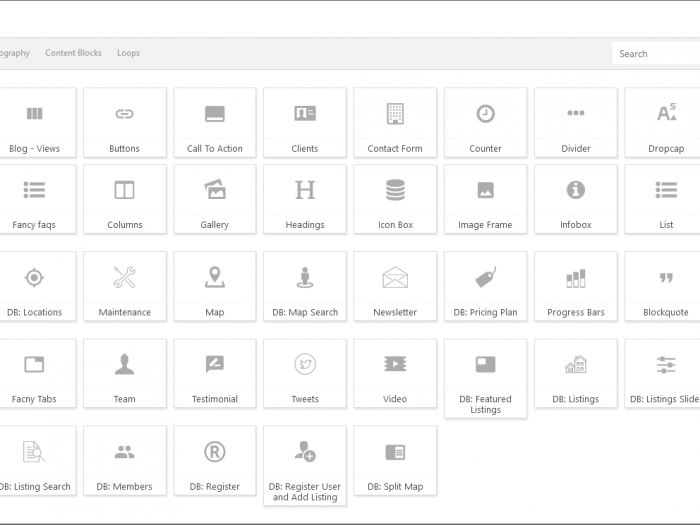 ography Content Blocks Loops Search
Blog - Views Buttons Call To Action Clients Contact Form Counter Divider Dropcap
Fancy faqs Columns Gallery Headings Icon Box Image Frame Infobox List
DB: Locations Maintenance Map DB: Map Search Newsletter DB: Pricing Plan Progress Bars Blockquote
Facny Tabs Team Testimonial Tweets Video DB: Featured Listings DB: Listings DB: Listings Slide
DB: Listing Search DB: Members DB: Register DB: Register User and Add Listing DB: Split Map